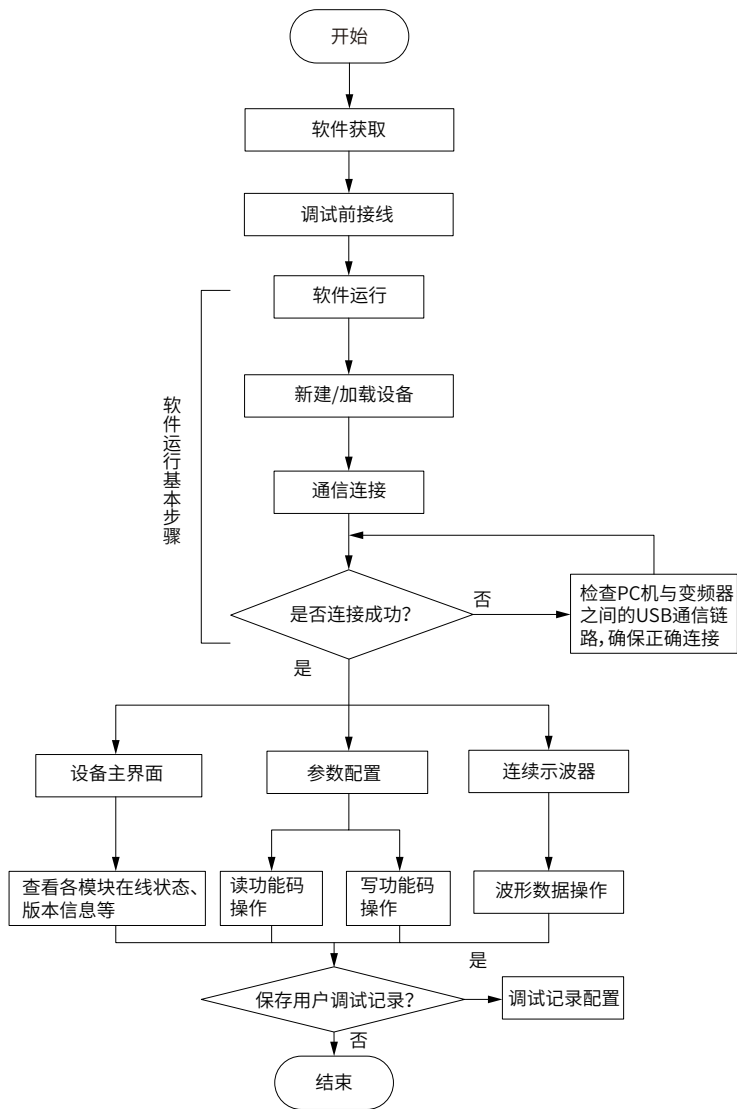 开始
软件获取
调试前接线
软件运行
新建/加载设备
通信连接
软件运行基本步骤
是否连接成功？
否
检查PC机与变频器
之间的USB通信链
路，确保正确连接
是
设备主界面
参数配置
连续示波器
查看各模块在线状态、
版本信息等
读功能码
操作
写功能码
操作
波形数据操作
是
保存用户调试记录？
调试记录配置
否
结束